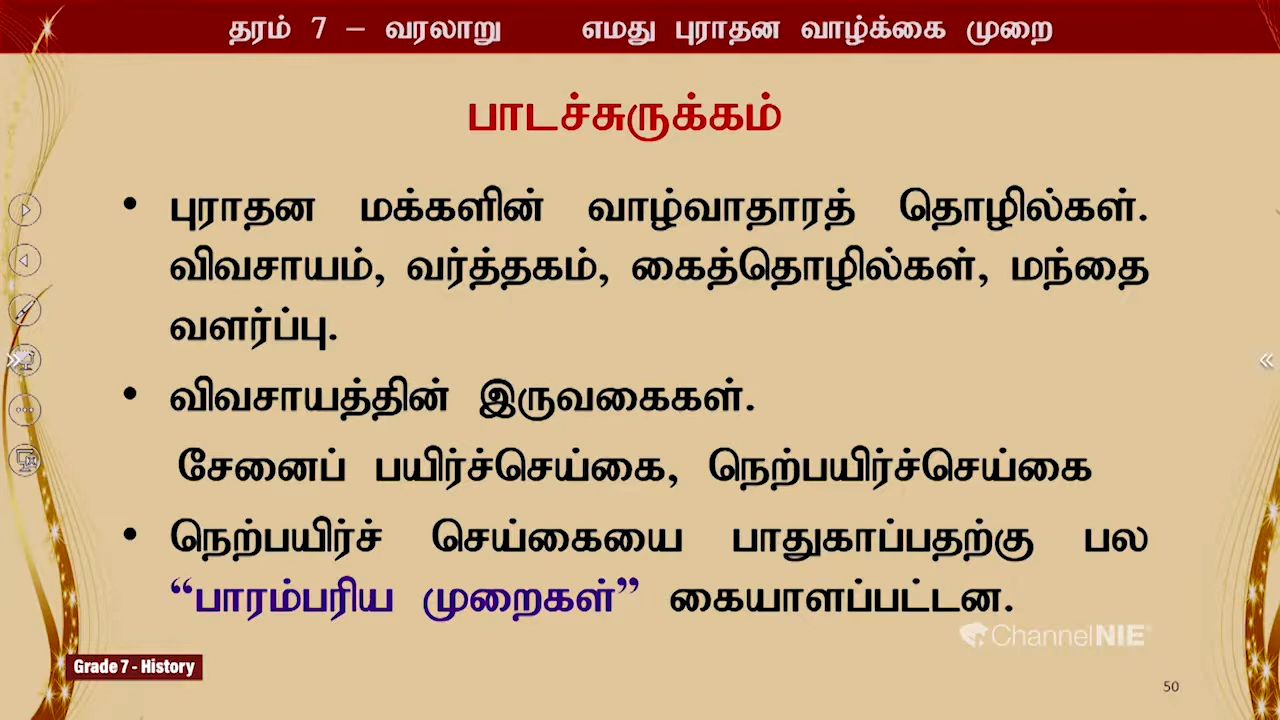 தரம் 7 – வரலாறு எமது புராதன வாழ்க்கை முறை
பாடச்சுருக்கம்
• புராதன மக்களின் வாழ்வாதாரத் தொழில்கள்.
விவசாயம், வர்த்தகம், கைத்தொழில்கள், மந்தை
வளர்ப்பு.
• விவசாயத்தின் இருவகைகள்.
சேனைப் பயிர்ச்செய்கை, நெற்பயிர்ச்செய்கை
• நெற்பயிர்ச் செய்கையை பாதுகாப்பதற்கு பல
“பாரம்பரிய முறைகள்” கையாளப்பட்டன.
ChannelNIE
Grade 7 - History
50